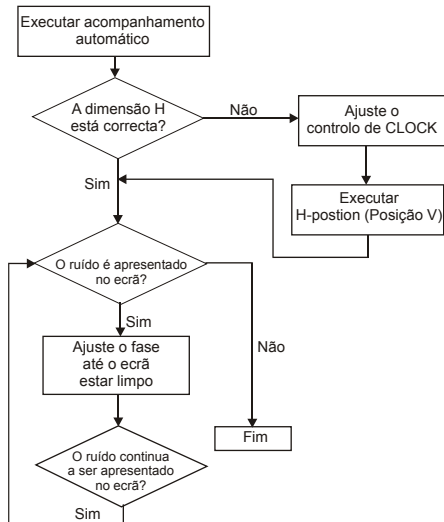 Executar acompanhamento
automático
A dimensão H
está correcta?
Não
Ajuste o
controlo de CLOCK
Sim
Executar
H-postion (Posição V)
O ruído é apresentado
no ecrã?
Sim
Não
Ajuste o fase
até o ecrã
estar limpo
Fim
O ruído continua
a ser apresentado
no ecrã?
Sim